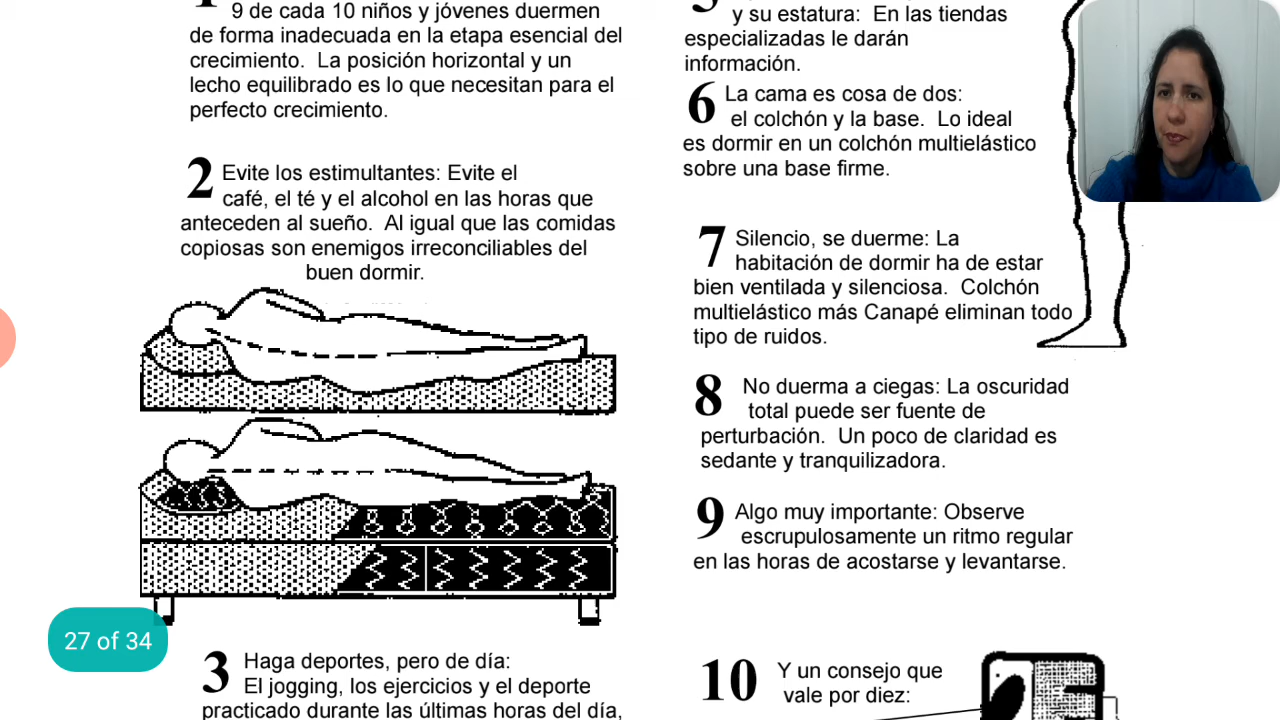 1
9 de cada 10 niños y jóvenes duermen
de forma inadecuada en la etapa esencial del
crecimiento. La posición horizontal y un
lecho equilibrado es lo que necesitan para el
perfecto crecimiento.
2 Evite los estimultantes: Evite el
café, el té y el alcohol en las horas que
anteceden al sueño. Al igual que las comidas
copiosas son enemigos irreconciliables del
buen dormir.
3 Haga deportes, pero de día:
El jogging, los ejercicios y el deporte
practicado durante las últimas horas del día,
27 of 34
5
y su estatura: En las tiendas
especializadas le darán
información.
6 La cama es cosa de dos:
el colchón y la base. Lo ideal
es dormir en un colchón multielástico
sobre una base firme.
7 Silencio, se duerme: La
habitación de dormir ha de estar
bien ventilada y silenciosa. Colchón
multielástico más Canapé eliminan todo
tipo de ruidos.
8 No duerma a ciegas: La oscuridad
total puede ser fuente de
perturbación. Un poco de claridad es
sedante y tranquilizadora.
9 Algo muy importante: Observe
escrupulosamente un ritmo regular
en las horas de acostarse y levantarse.
10 Y un consejo que
vale por diez: